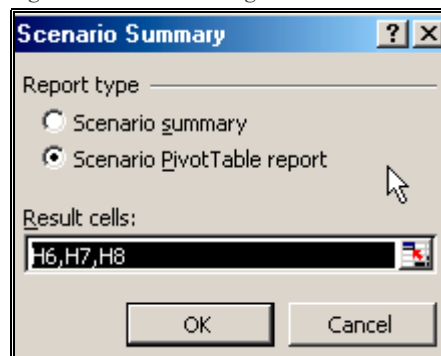 Scenario Summary
Report type
Scenario summary
Scenario PivotTable report
Result cells:
H6,H7,H8
OK
Cancel